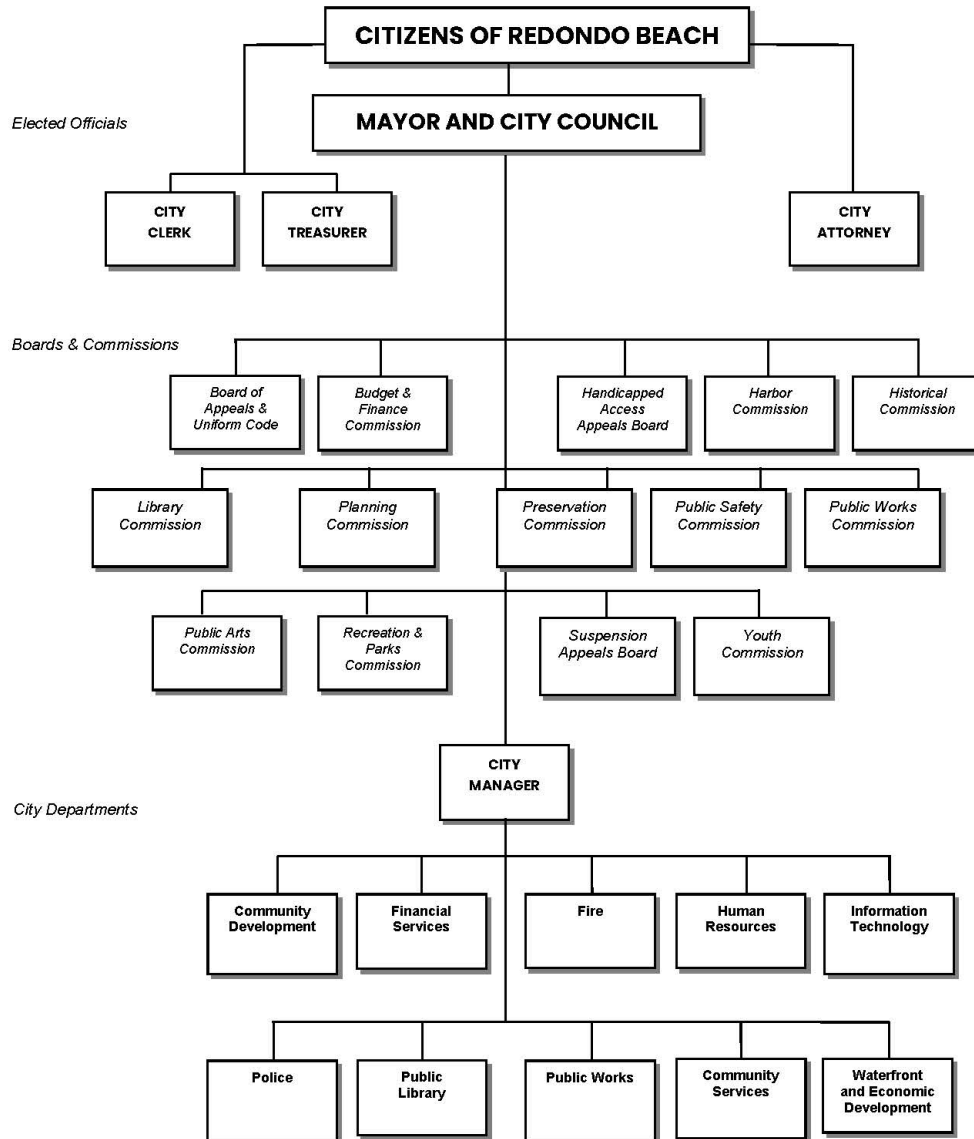 CITIZENS OF REDONDO BEACH
Elected Officials
MAYOR AND CITY COUNCIL
CITY
CLERK
CITY
TREASURER
CITY
ATTORNEY
Boards & Commissions
Board of
Appeals &
Uniform Code
Budget &
Finance
Commission
Handicapped
Access
Appeals Board
Harbor
Commission
Historical
Commission
Library
Commission
Planning
Commission
Preservation
Commission
Public Safety
Commission
Public Works
Commission
Public Arts
Commission
Recreation &
Parks
Commission
Suspension
Appeals Board
Youth
Commission
CITY
MANAGER
City Departments
Community
Development
Financial
Services
Fire
Human
Resources
Information
Technology
Police
Public
Library
Public Works
Community
Services
Waterfront
and Economic
Development